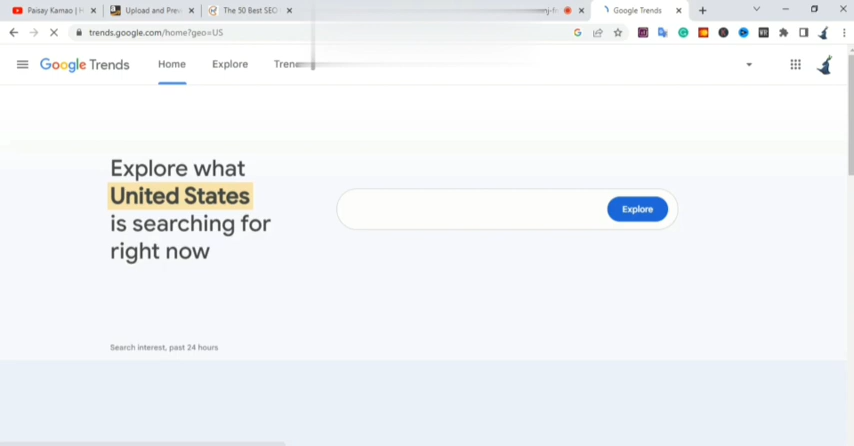 Paisay Kamao |
Upload and Prev
The 50 Best SEO
Google Trends
trends.google.com/home?geo=US
Google Trends
Home
Explore
Explore what
United States
is searching for
right now
Explore
Search interest, past 24 hours